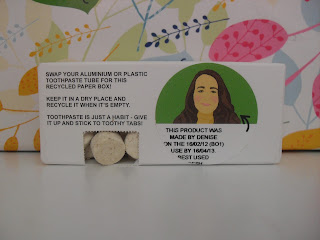 SWAP YOUR ALUMINIUM OR PLASTIC
TOOTHPASTE TUBE FOR THIS
RECYCLED PAPER BOX!
KEEP IT IN A DRY PLACE AND
RECYCLE IT WHEN IT'S EMPTY.
TOOTHPASTE IS JUST A HABIT - GIVE
IT UP AND STICK TO TOOTHY TABS!
THIS PRODUCT WAS
MADE BY DENISE
ON THE 16/02/12 (BO1)
USE BY 16/04/13.
BEST USED